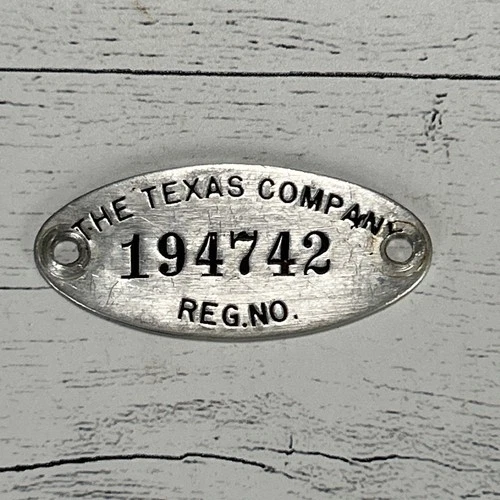 THE TEXAS COMPANY
194742
REG.NO.